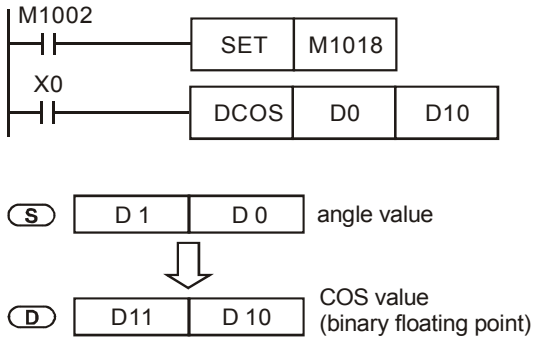 M1002
SET M1018
X0
DCOS D0 D10
S D 1 D 0 angle value
D D11 D 10 COS value
(binary floating point)